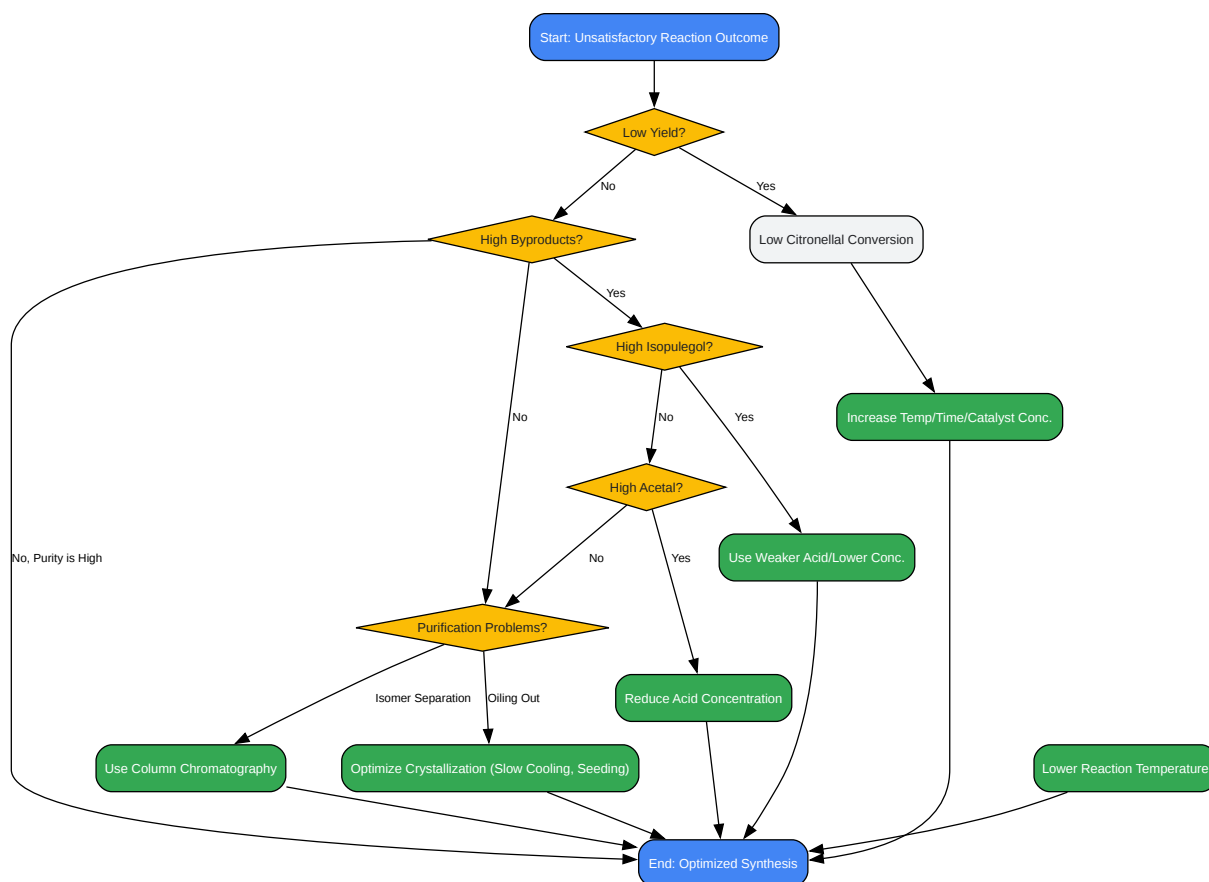 Start: Unsatisfactory Reaction Outcome
Low Yield?
No
Yes
High Byproducts?
Low Citronellal Conversion
Yes
High Isopulegol?
No
No
Yes
Increase Temp/Time/Catalyst Conc.
High Acetal?
No, Purity is High
No
Yes
Use Weaker Acid/Lower Conc.
Purification Problems?
Isomer Separation
Oiling Out
Reduce Acid Concentration
Use Column Chromatography
Optimize Crystallization (Slow Cooling, Seeding)
Lower Reaction Temperature
End: Optimized Synthesis